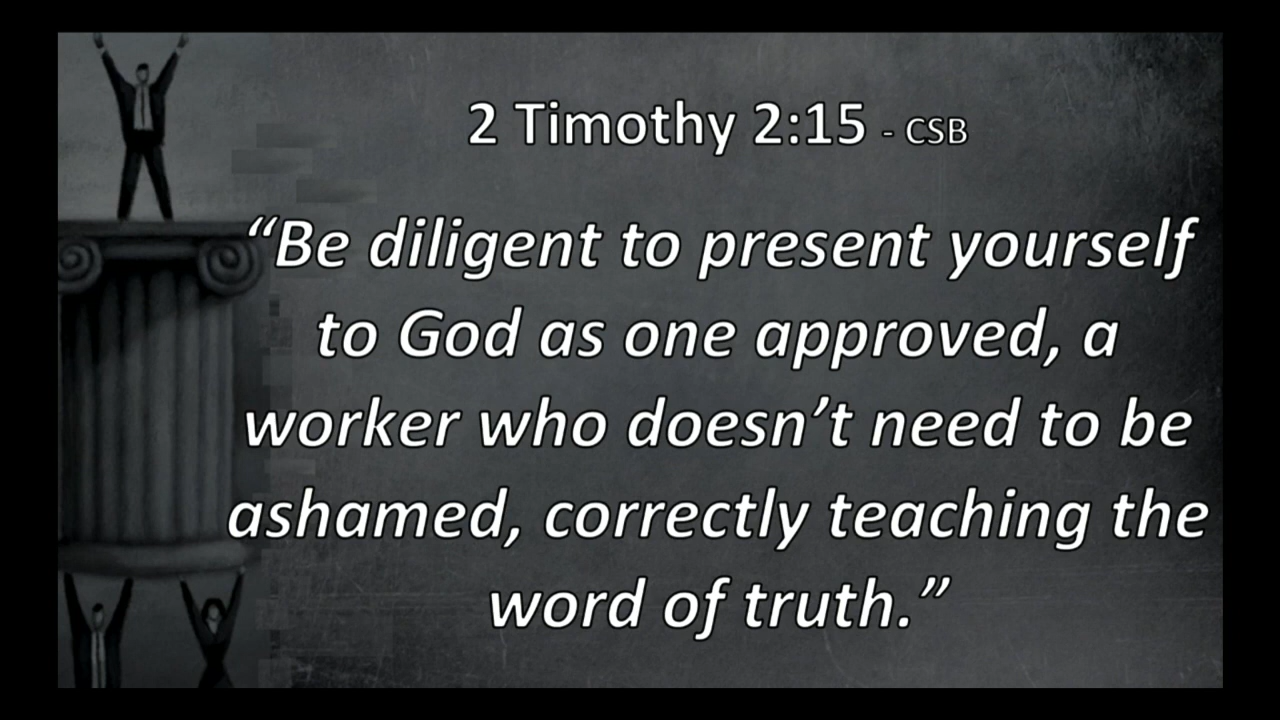 2 Timothy 2:15 - CSB
“Be diligent to present yourself
to God as one approved, a
worker who doesn’t need to be
ashamed, correctly teaching the
word of truth.”